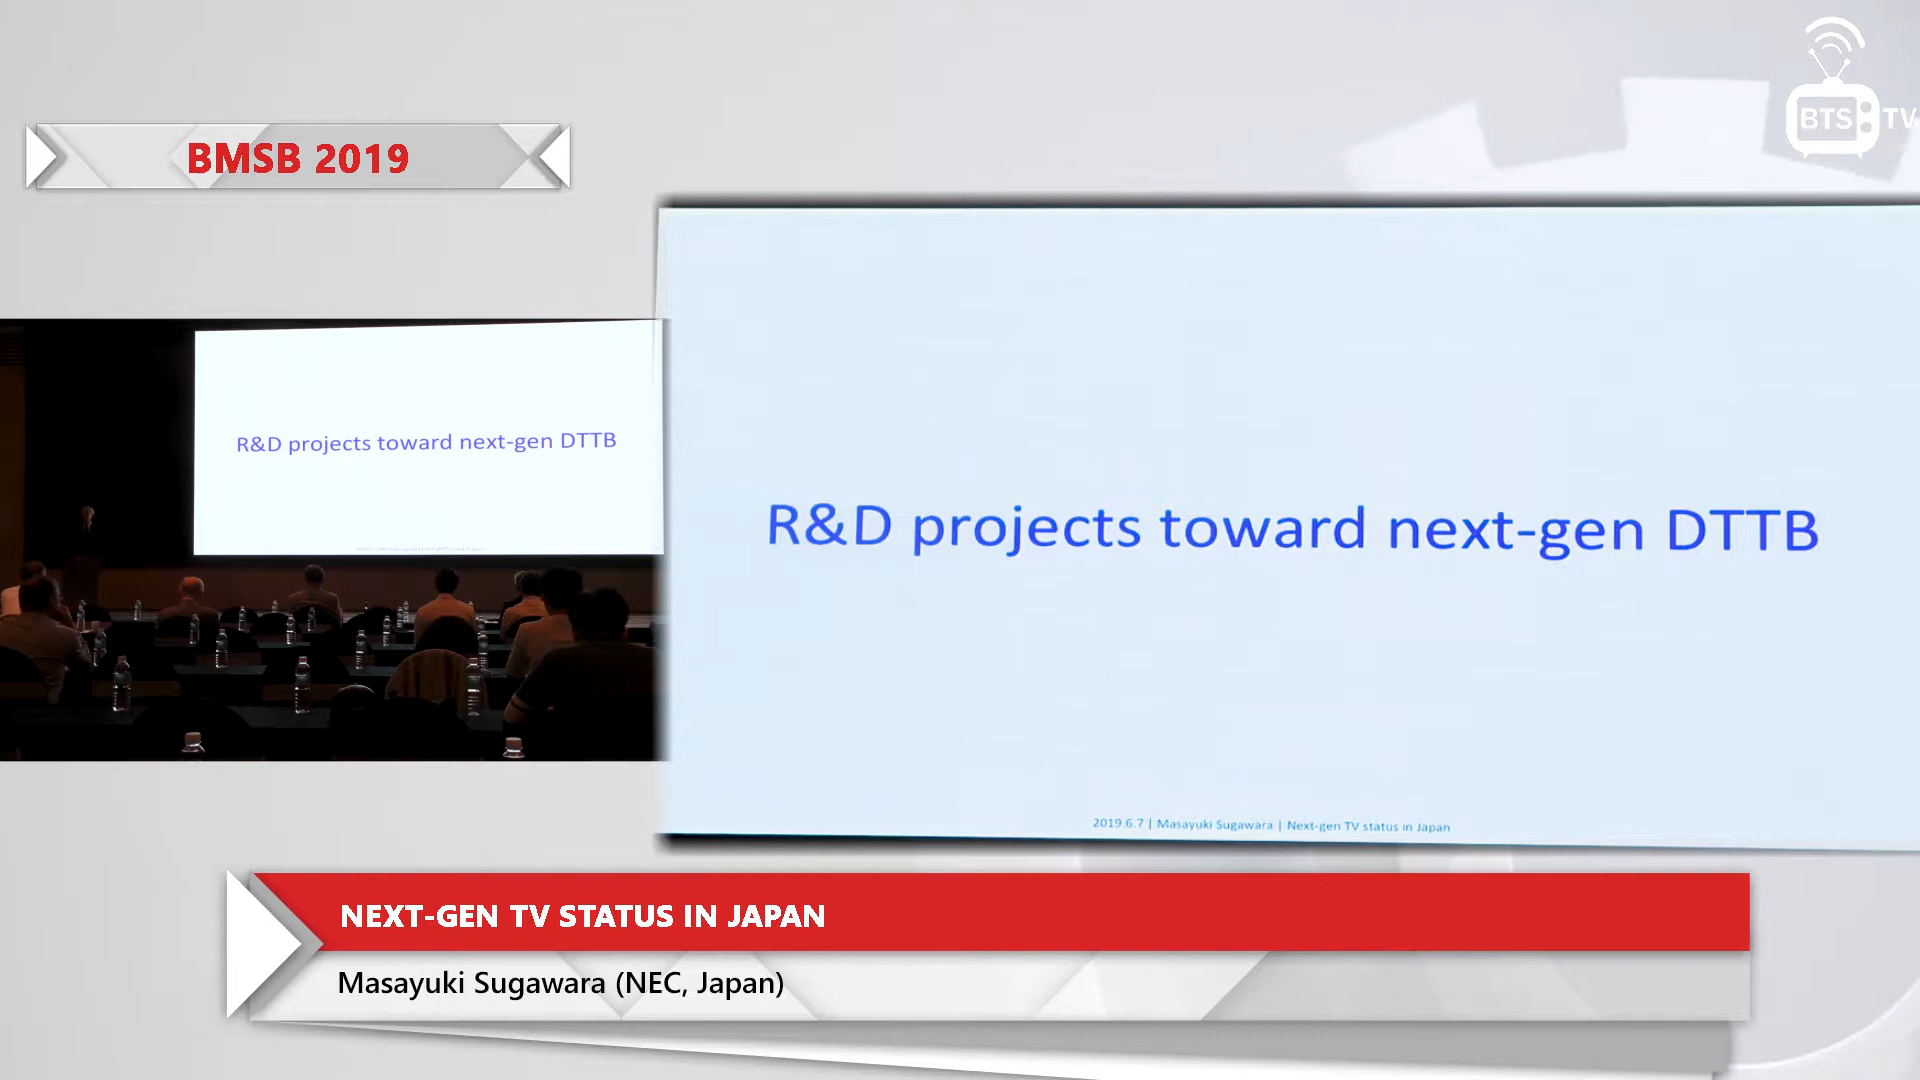 BTS TV
BMSB 2019
R&D projects toward next-gen DTTB
R&D projects toward next-gen DTTB
2019.6.7 | Masayuki Sugawara | Next-gen TV status in Japan
NEXT-GEN TV STATUS IN JAPAN
Masayuki Sugawara (NEC, Japan)